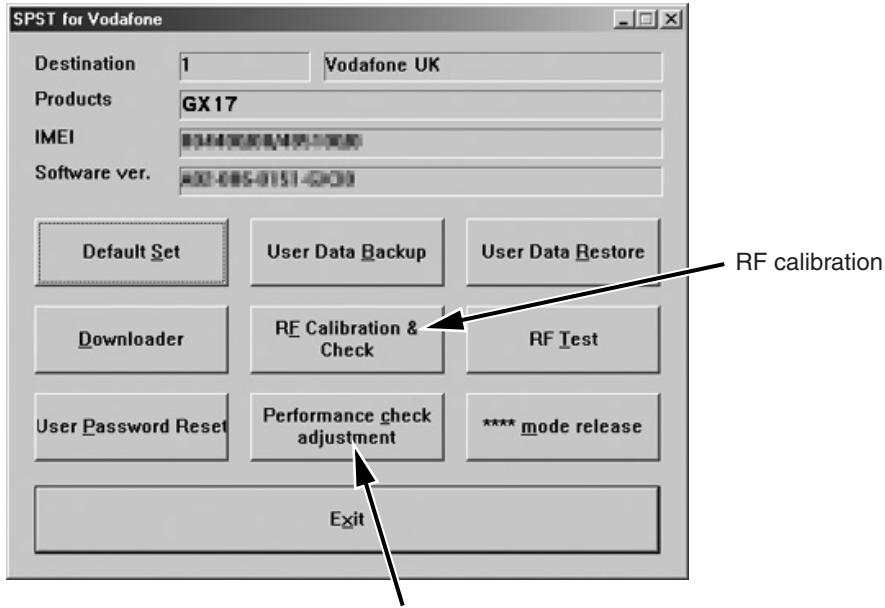 SPST for Vodafone
Destination 1 Vodafone UK
Products GX17
IMEI
Software ver.
Default Set User Data Backup User Data Restore
RF calibration
Downloader RF Calibration & Check RF Test
User Password Reset Performance check adjustment **** mode release
Exit